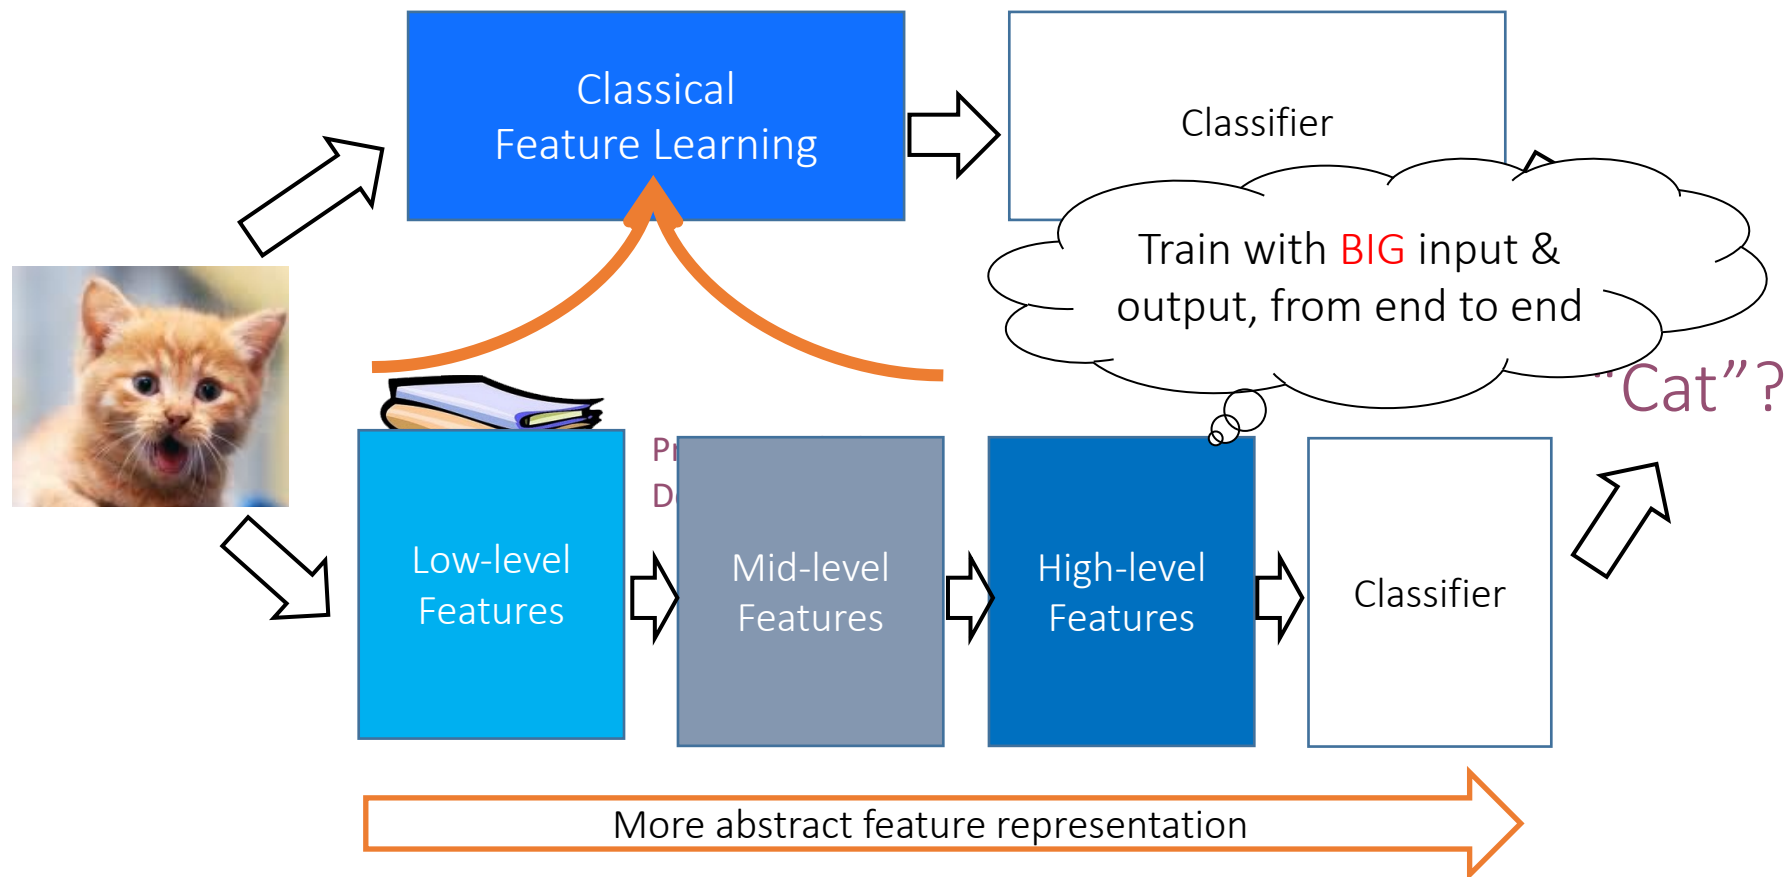 Classical
Feature Learning
Classifier
Train with BIG input &
output, from end to end
“Cat”?
Low-level
Features
Mid-level
Features
High-level
Features
Classifier
More abstract feature representation